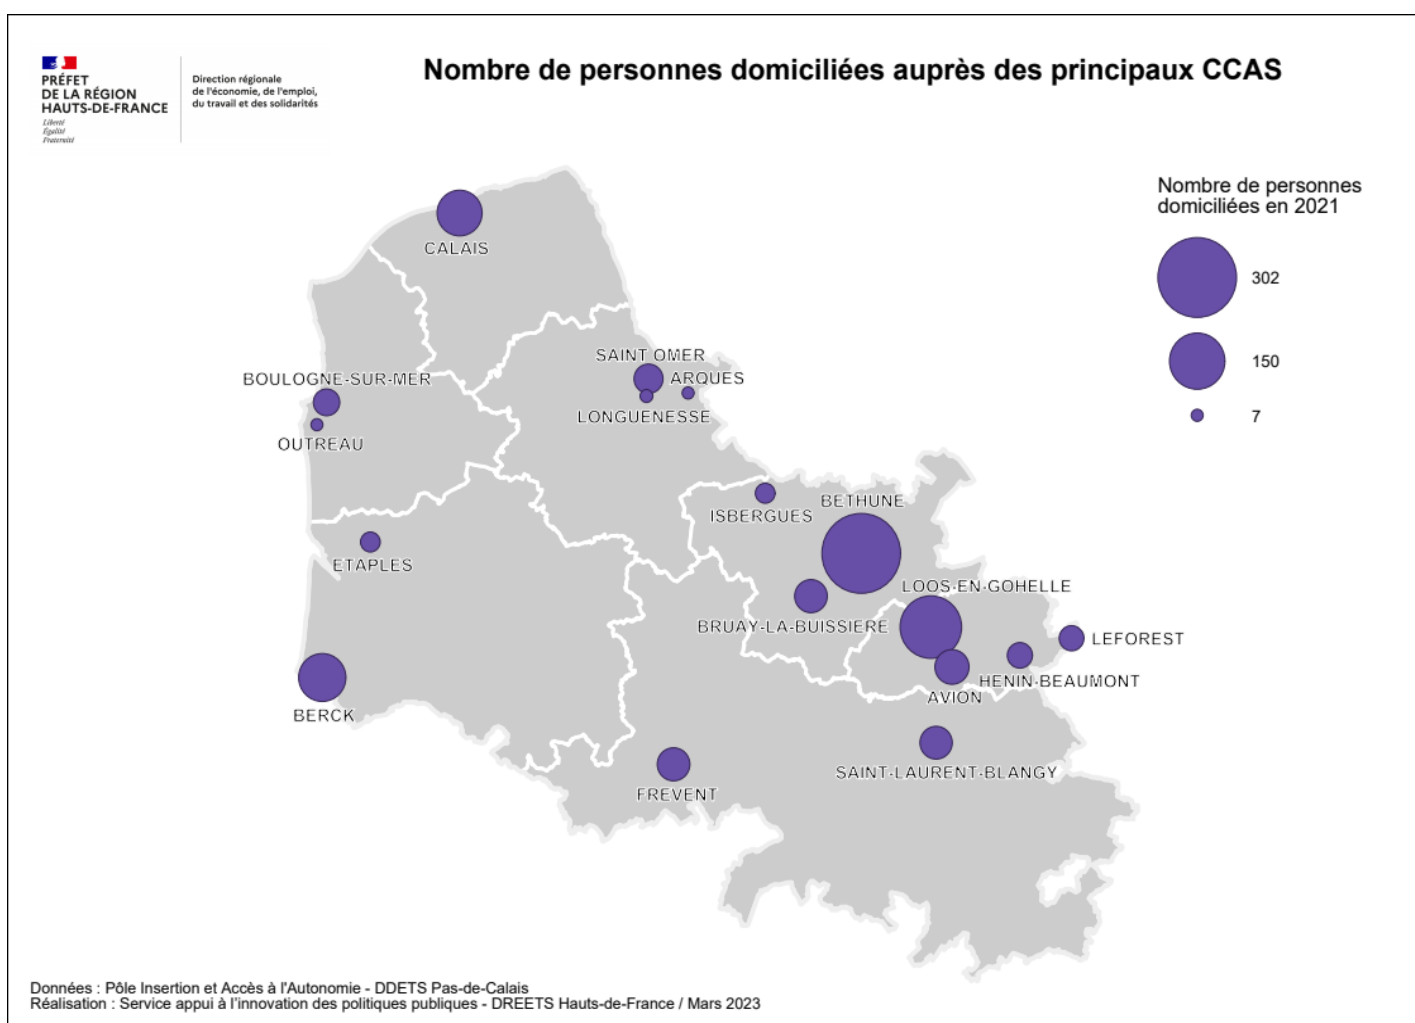 PRÉFET
DE LA RÉGION
HAUTS-DE-FRANCE
Liberté
Égalité
Fraternité
Direction régionale
de l'économie, de l'emploi,
du travail et des solidarités
Nombre de personnes domiciliées auprès des principaux CCAS
Nombre de personnes
domiciliées en 2021
302
150
7
CALAIS
SAINT OMER
BOULOGNE-SUR-MER
ARQUES
LONGUENESSE
OUTREAU
ISBERGUES
BETHUNE
ETAPLES
LOOS-EN-GOHELLE
BRUAY-LA-BUISSIERE
LEFOREST
HENIN-BEAUMONT
AVION
BERCK
SAINT-LAURENT-BLANGY
FREVENT
Données : Pôle Insertion et Accès à l'Autonomie - DDETS Pas-de-Calais
Réalisation : Service appui à l'innovation des politiques publiques - DREETS Hauts-de-France / Mars 2023